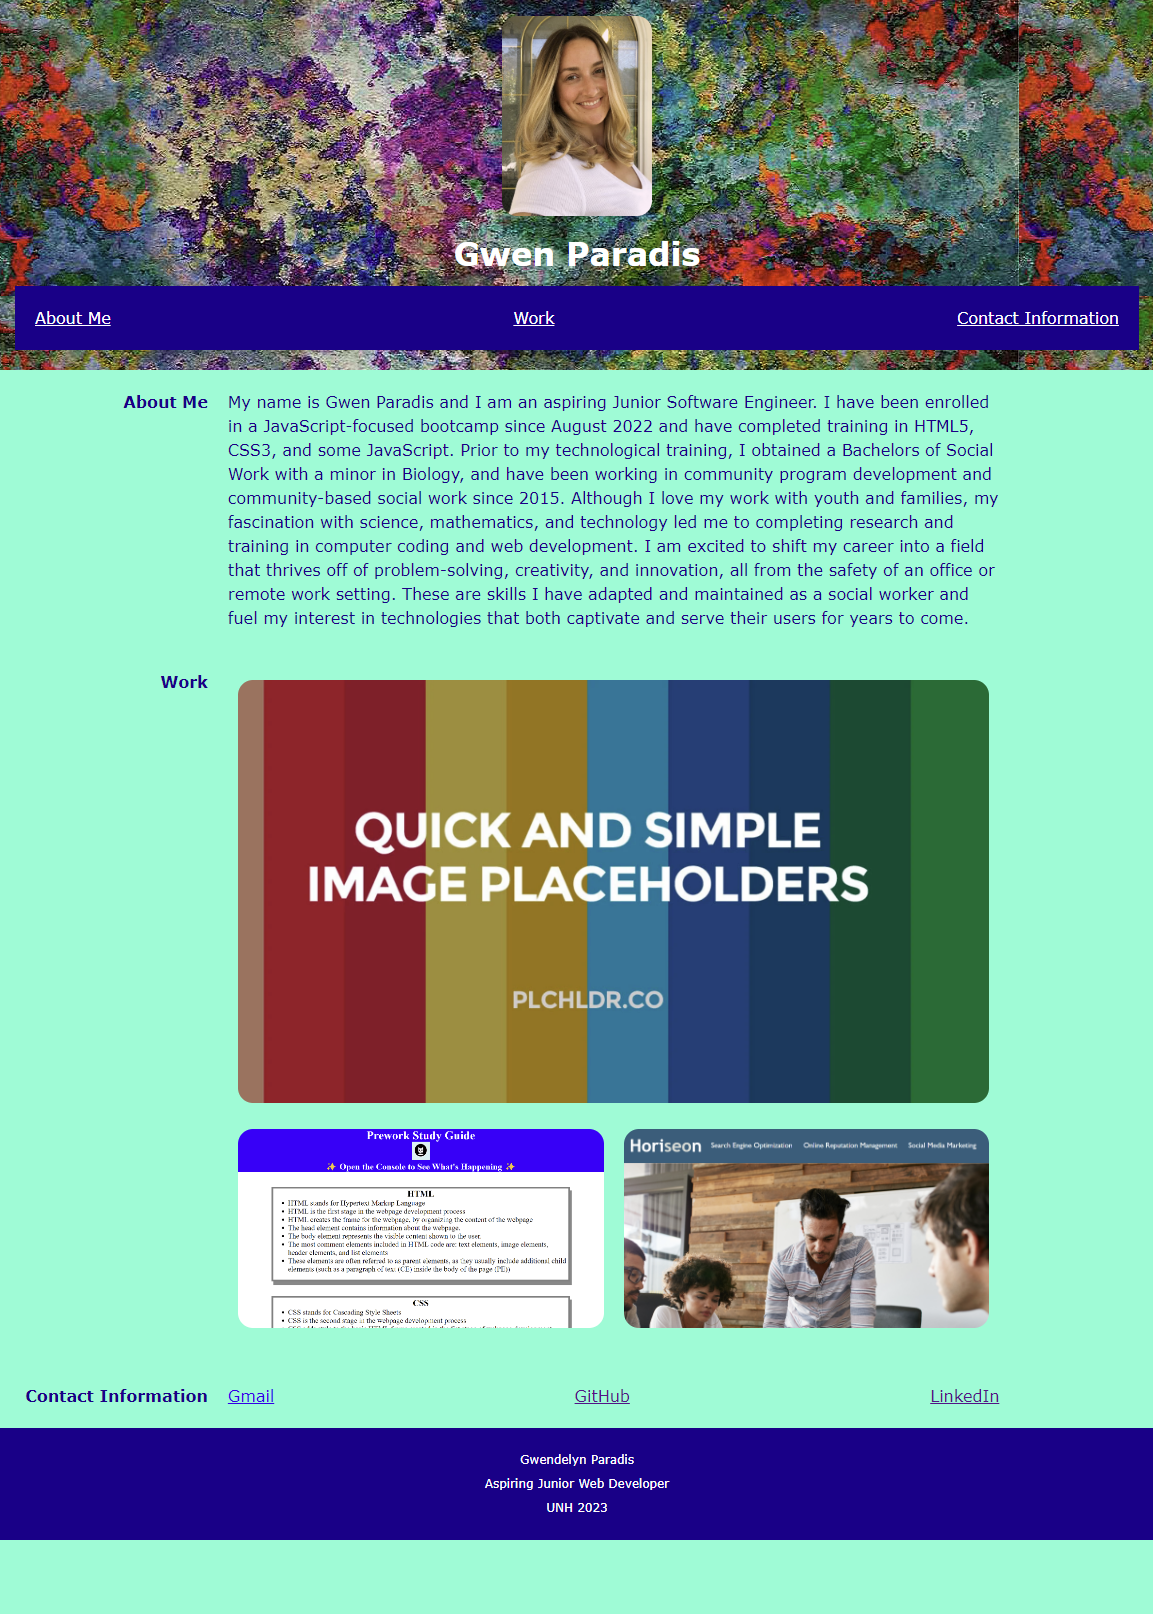 Gwen Paradis
About Me
Work
Contact Information
About Me
My name is Gwen Paradis and I am an aspiring Junior Software Engineer. I have been enrolled
in a JavaScript-focused bootcamp since August 2022 and have completed training in HTML5,
CSS3, and some JavaScript. Prior to my technological training, I obtained a Bachelors of Social
Work with a minor in Biology, and have been working in community program development and
community-based social work since 2015. Although I love my work with youth and families, my
fascination with science, mathematics, and technology led me to completing research and
training in computer coding and web development. I am excited to shift my career into a field
that thrives off of problem-solving, creativity, and innovation, all from the safety of an office or
remote work setting. These are skills I have adapted and maintained as a social worker and
fuel my interest in technologies that both captivate and serve their users for years to come.
Work
QUICK AND SIMPLE
IMAGE PLACEHOLDERS
PLCHLDR.CO
Prework Study Guide
✨ Open the Console to See What's Happening ✨
HTML
• HTML stands for Hypertext Markup Language
• HTML is the first stage in the webpage development process
• HTML creates the frame for the webpage, by organizing the content of the webpage
• The head element contains information about the webpage.
• The body element represents the visible content shown to the user.
• The most comment elements included in HTML code are: text elements, image elements,
header elements, and list elements
• These elements are often referred to as parent elements, as they usually include additional child
elements (such as a paragraph of text (CE) inside the body of the page (PE))
CSS
• CSS stands for Cascading Style Sheets
• CSS is the second stage in the webpage development process
Horiseon
Search Engine Optimization
Online Reputation Management
Social Media Marketing
Contact Information
Gmail
GitHub
LinkedIn
Gwendelyn Paradis
Aspiring Junior Web Developer
UNH 2023